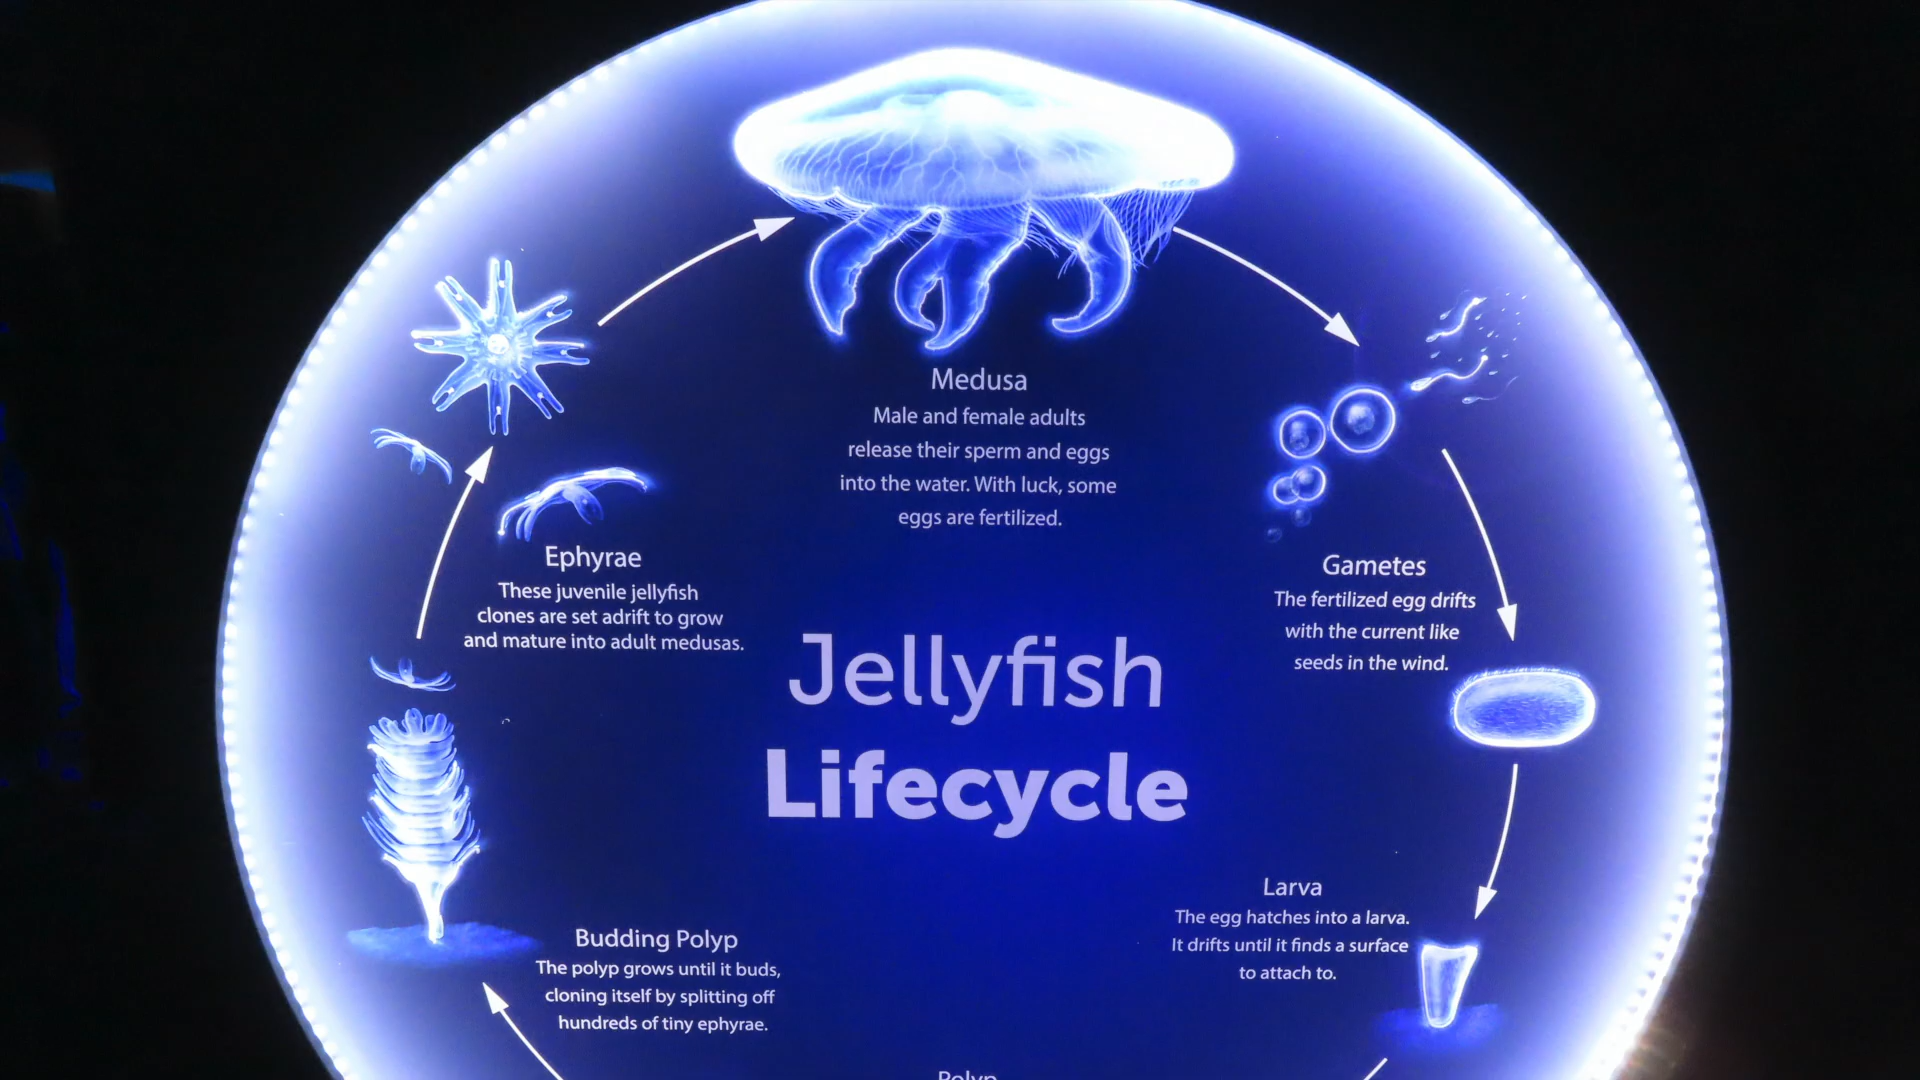 Medusa
Male and female adults
release their sperm and eggs
into the water. With luck, some
eggs are fertilized.
Ephyrae
These juvenile jellyfish
clones are set adrift to grow
and mature into adult medusas.
Gametes
The fertilized egg drifts
with the current like
seeds in the wind.
Jellyfish
Lifecycle
Larva
The egg hatches into a larva.
It drifts until it finds a surface
to attach to.
Budding Polyp
The polyp grows until it buds,
cloning itself by splitting off
hundreds of tiny ephyrae.
Polyp